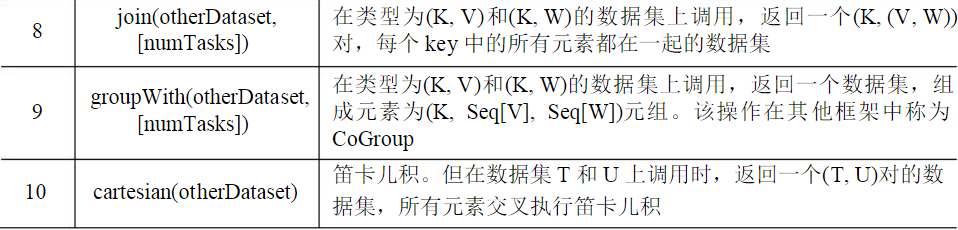 8
join(otherDataset,
[numTasks])
在类型为(K, V)和(K, W)的数据集上调用，返回一个(K, (V, W))
对，每个 key 中的所有元素都在一起的数据集
9
groupWith(otherDataset,
[numTasks])
在类型为(K, V)和(K, W)的数据集上调用，返回一个数据集，组
成元素为(K, Seq[V], Seq[W])元组。该操作在其他框架中称为
CoGroup
10
cartesian(otherDataset)
笛卡儿积。但在数据集 T 和 U 上调用时，返回一个(T, U)对的数
据集，所有元素交叉执行笛卡儿积